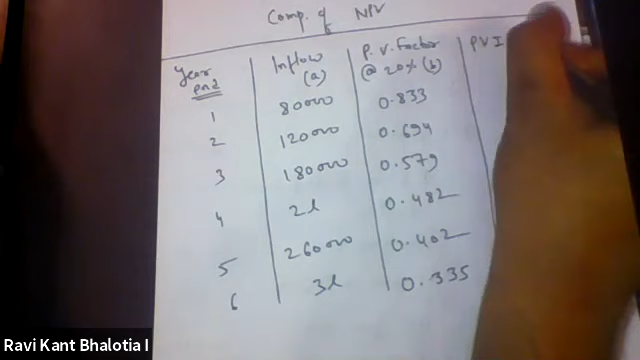 Comp. of NPV
Year end Inflow (a) P.V. Factor @ 20% (b) PVI
1 80000 0.833
2 120000 0.694
3 180000 0.579
4 2l 0.482
5 260000 0.402
6 3l 0.335
Ravi Kant Bhalotia I